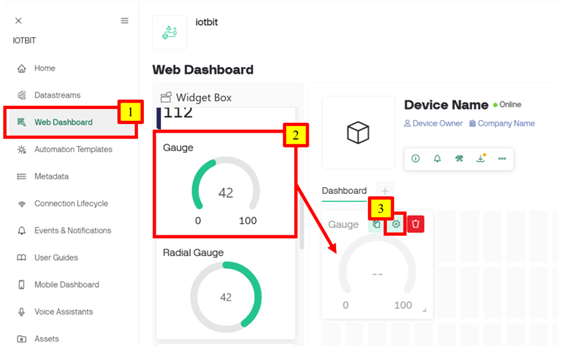 iotbit
IOTBIT
Home
Datastreams
1
Web Dashboard
Automation Templates
Metadata
Connection Lifecycle
Events & Notifications
User Guides
Mobile Dashboard
Voice Assistants
Assets
Web Dashboard
Widget Box
112
2
Gauge
42
0 100
Radial Gauge
42
Device Name Online
Device Owner Company Name
Dashboard +
3
Gauge
--
0 100